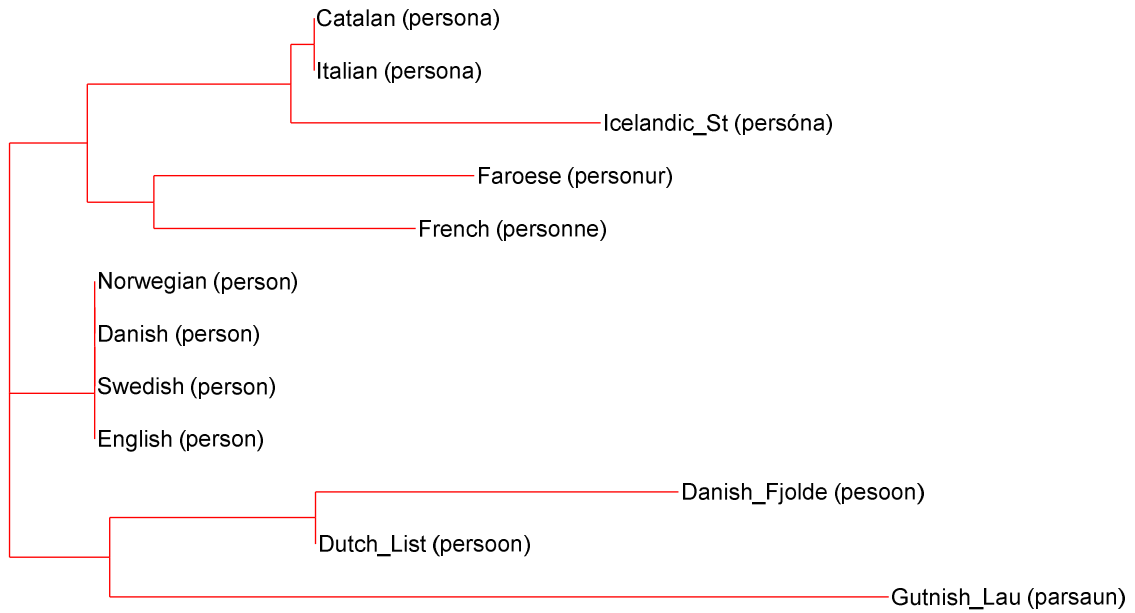 Catalan (persona)
Italian (persona)
Icelandic_St (persóna)
Faroese (personur)
French (personne)
Norwegian (person)
Danish (person)
Swedish (person)
English (person)
Danish_Fjolde (pesoon)
Dutch_List (persoon)
Gutnish_Lau (parsaun)